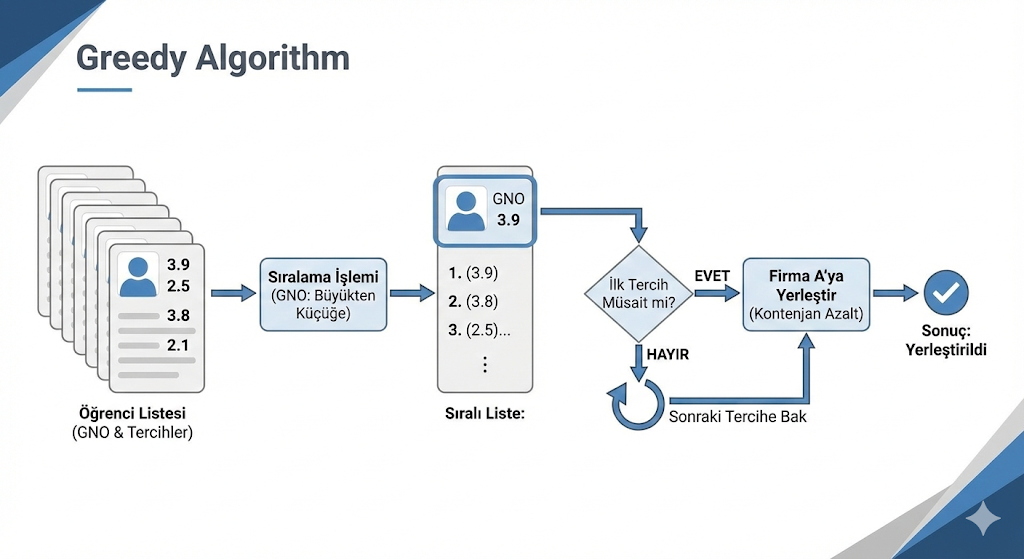 Greedy Algorithm
3.9
2.5
3.8
2.1
Öğrenci Listesi
(GNO & Tercihler)
Sıralama İşlemi
(GNO: Büyükten
Küçüğe)
GNO
3.9
1. (3.9)
2. (3.8)
3. (2.5)...
⋮
Sıralı Liste:
İlk Tercih
Müsait mi?
EVET
HAYIR
Sonraki Tercihe Bak
Firma A'ya
Yerleştir
(Kontenjan Azalt)
Sonuç:
Yerleştirildi